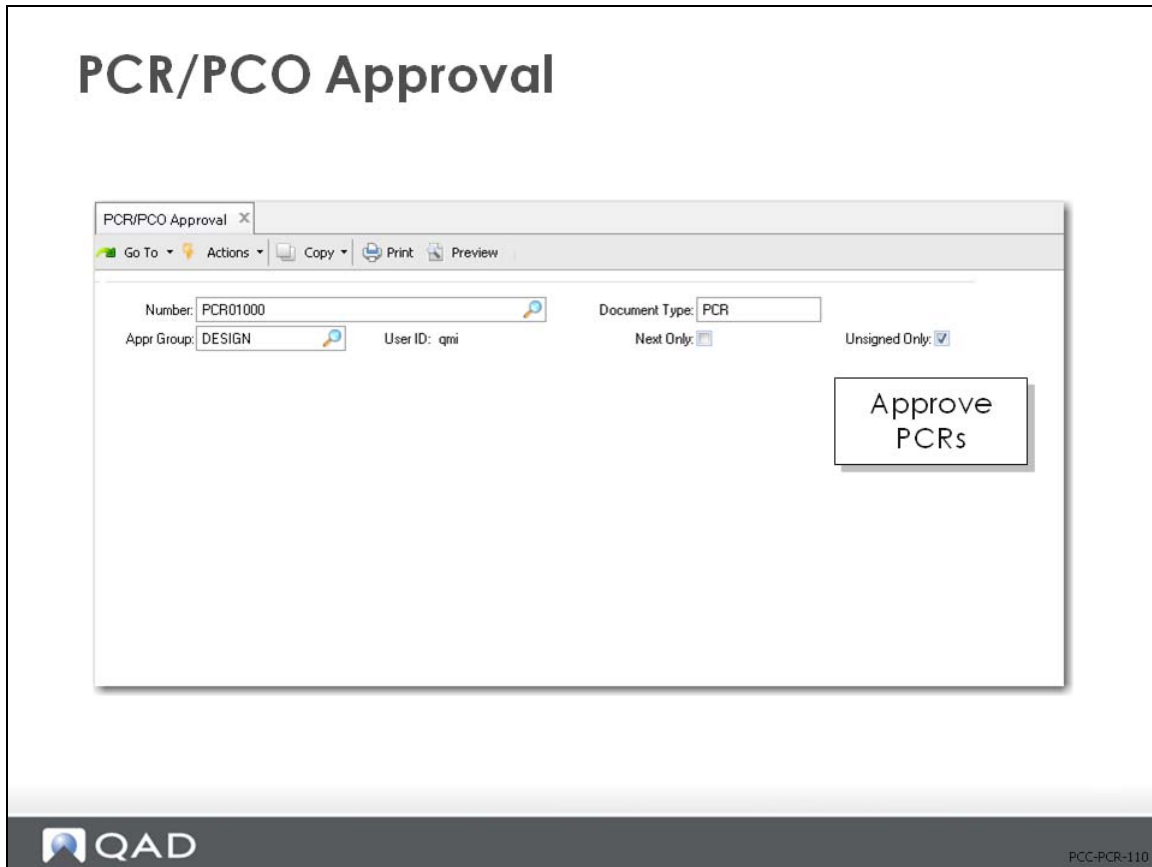 PCR/PCO Approval
PCR/PCO Approval
Go To Actions Copy Print Preview
Number: PCR01000 Document Type: PCR
Appr Group: DESIGN User ID: qmi Next Only: Unsigned Only:
Approve
PCRs
QAD
PCC-PCR-110